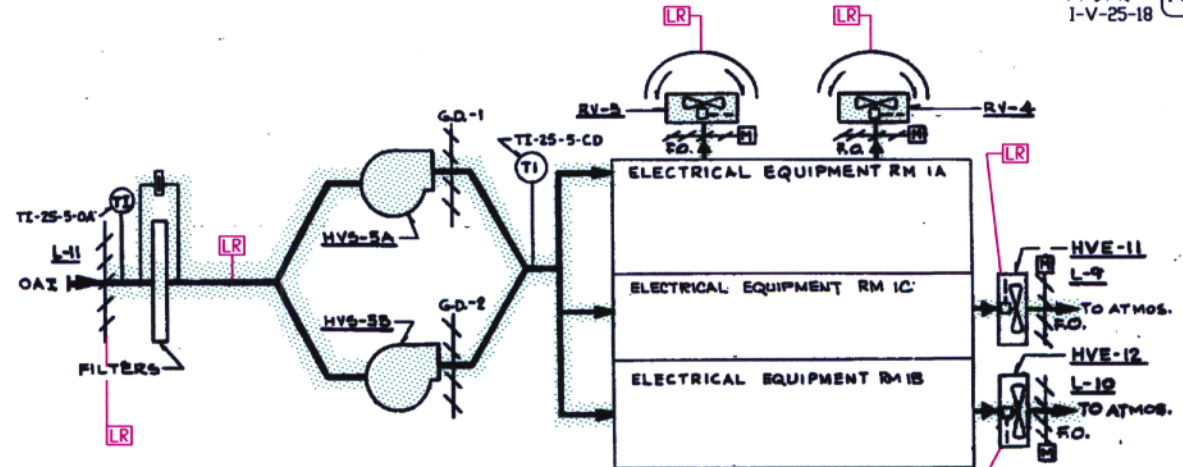 I-V-25-18
LR
LR
RV-3
RV-4
M
M
F.O.
F.O.
G.D.-1
TI-25-5-CD
TI
ELECTRICAL EQUIPMENT RM 1A
LR
TI-25-5-OA
TI
L-11
OAI
LR
HVS-5A
HVE-11
M
L-9
TO ATMOS.
F.O.
ELECTRICAL EQUIPMENT RM 1C
G.D.-2
HVS-5B
FILTERS
HVE-12
ELECTRICAL EQUIPMENT RM 1B
L-10
TO ATMOS.
F.O.
M
LR